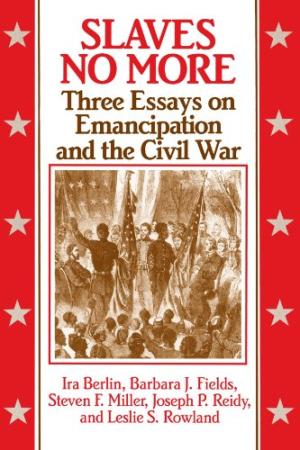 SLAVES
NO MORE
Three Essays on
Emancipation
and the Civil War
Ira Berlin, Barbara J. Fields,
Steven F. Miller, Joseph P. Reidy,
and Leslie S. Rowland